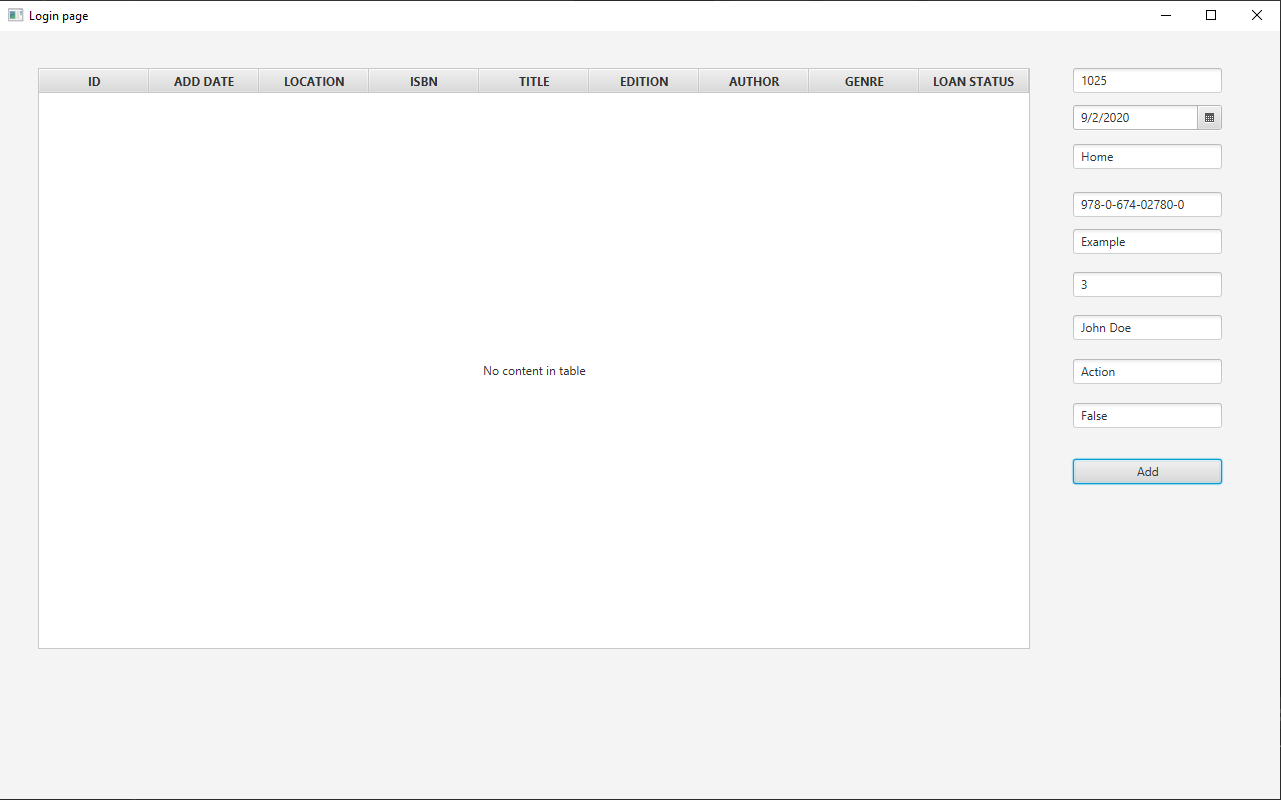 Login page
ID ADD DATE LOCATION ISBN TITLE EDITION AUTHOR GENRE LOAN STATUS
No content in table
1025
9/2/2020
Home
978-0-674-02780-0
Example
3
John Doe
Action
False
Add